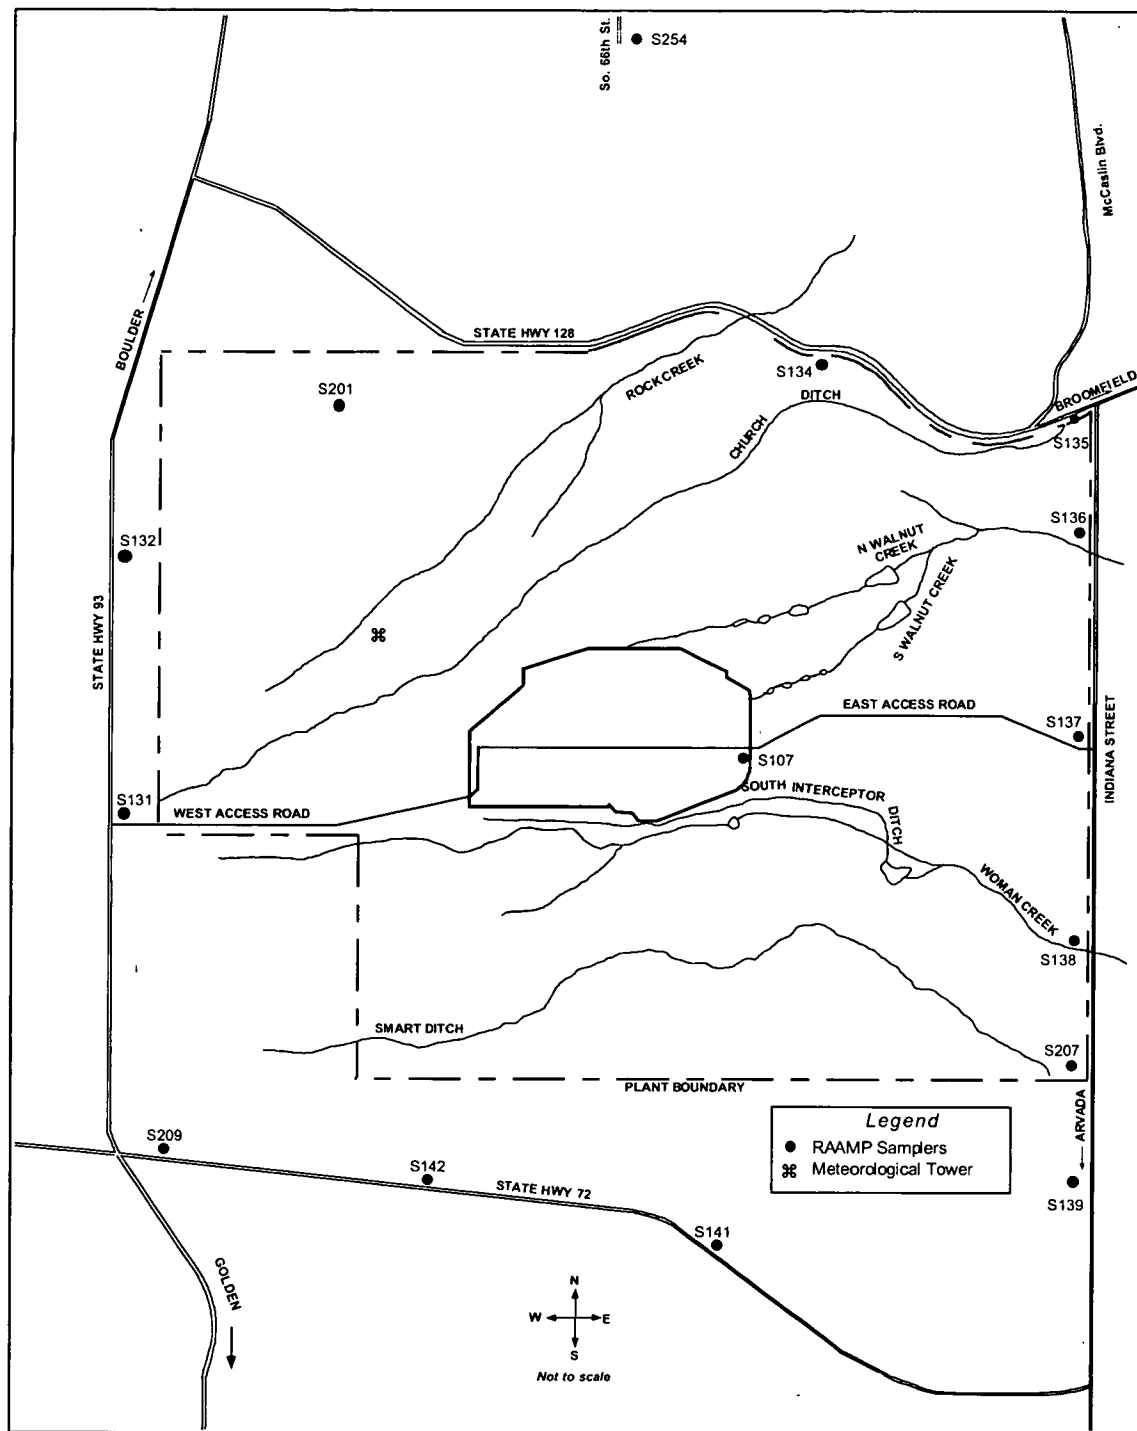 So. 66th St.
S254
McCaslin Blvd.
BOULDER
STATE HWY 128
ROCK CREEK
S134
S201
DITCH
CHURCH
BROOMFIELD
S135
S132
S136
N WALNUT
CREEK
S WALNUT CREEK
STATE HWY 93
EAST ACCESS ROAD
S137
INDIANA STREET
S107
SOUTH INTERCEPTOR
DITCH
S131
WEST ACCESS ROAD
WOMAN CREEK
S138
SMART DITCH
S207
PLANT BOUNDARY
ARVADA
Legend
RAAMP Samplers
Meteorological Tower
S209
S142
STATE HWY 72
S139
S141
GOLDEN
N
W E
S
Not to scale